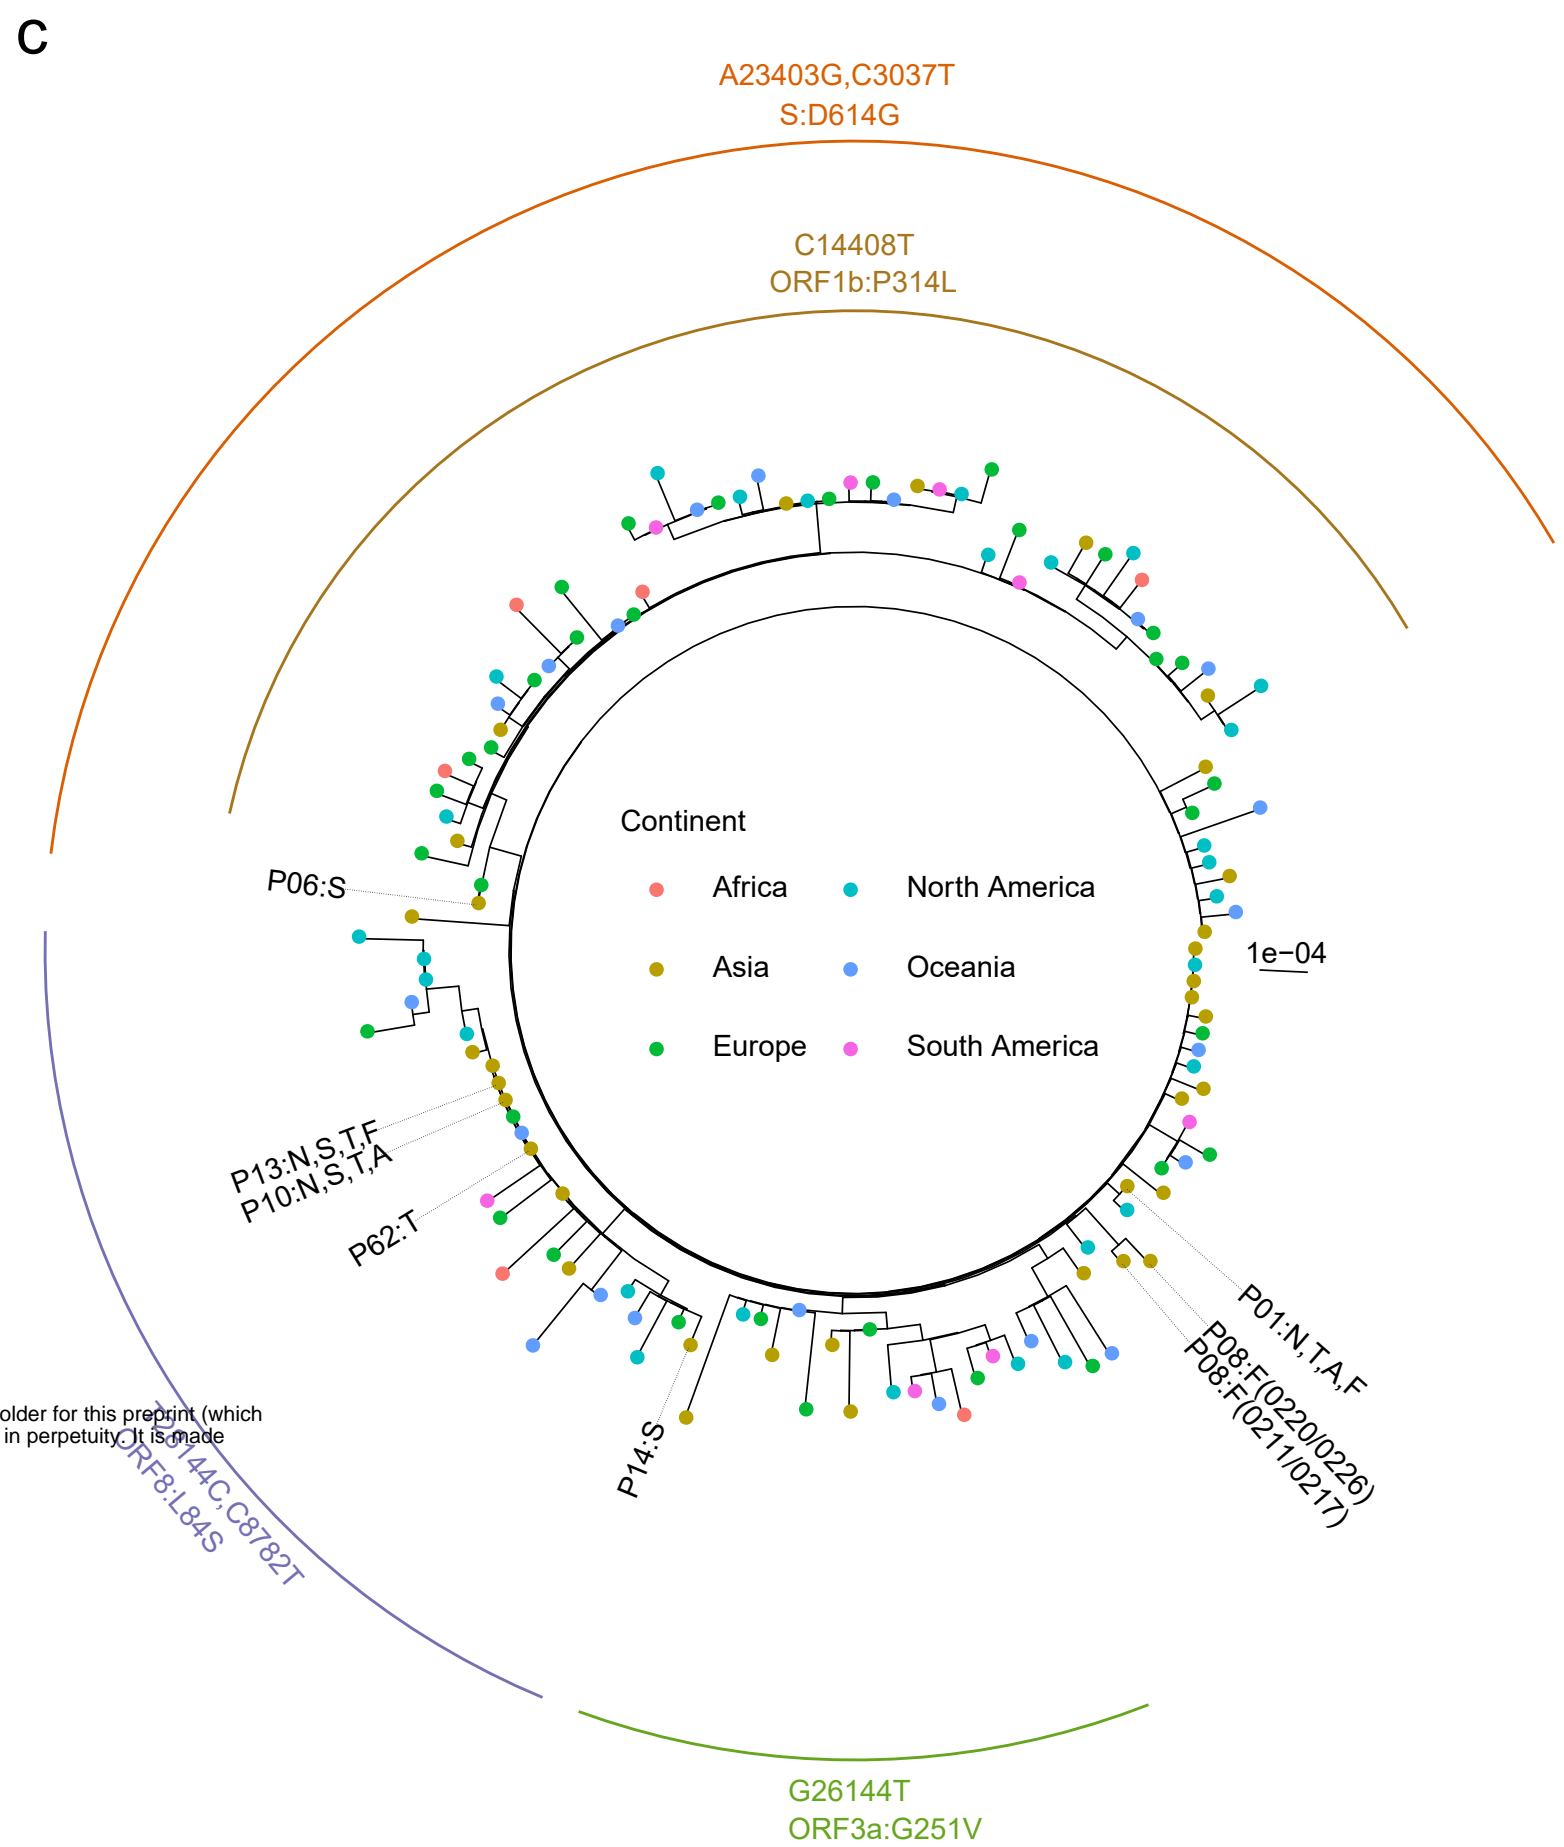 c
A23403G,C3037T
S:D614G
C14408T
ORF1b:P314L
Continent
Africa
North America
Asia
Oceania
Europe
South America
P06:S
1e−04
P13:N,S,T,F
P10:N,S,T,A
P62:T
P14:S
P01:N,T,A,F
P08:F(0220/0226)
P08:F(0211/0217)
older for this preprint (which
in perpetuity. It is made
T28144C,C8782T
ORF8:L84S
G26144T
ORF3a:G251V